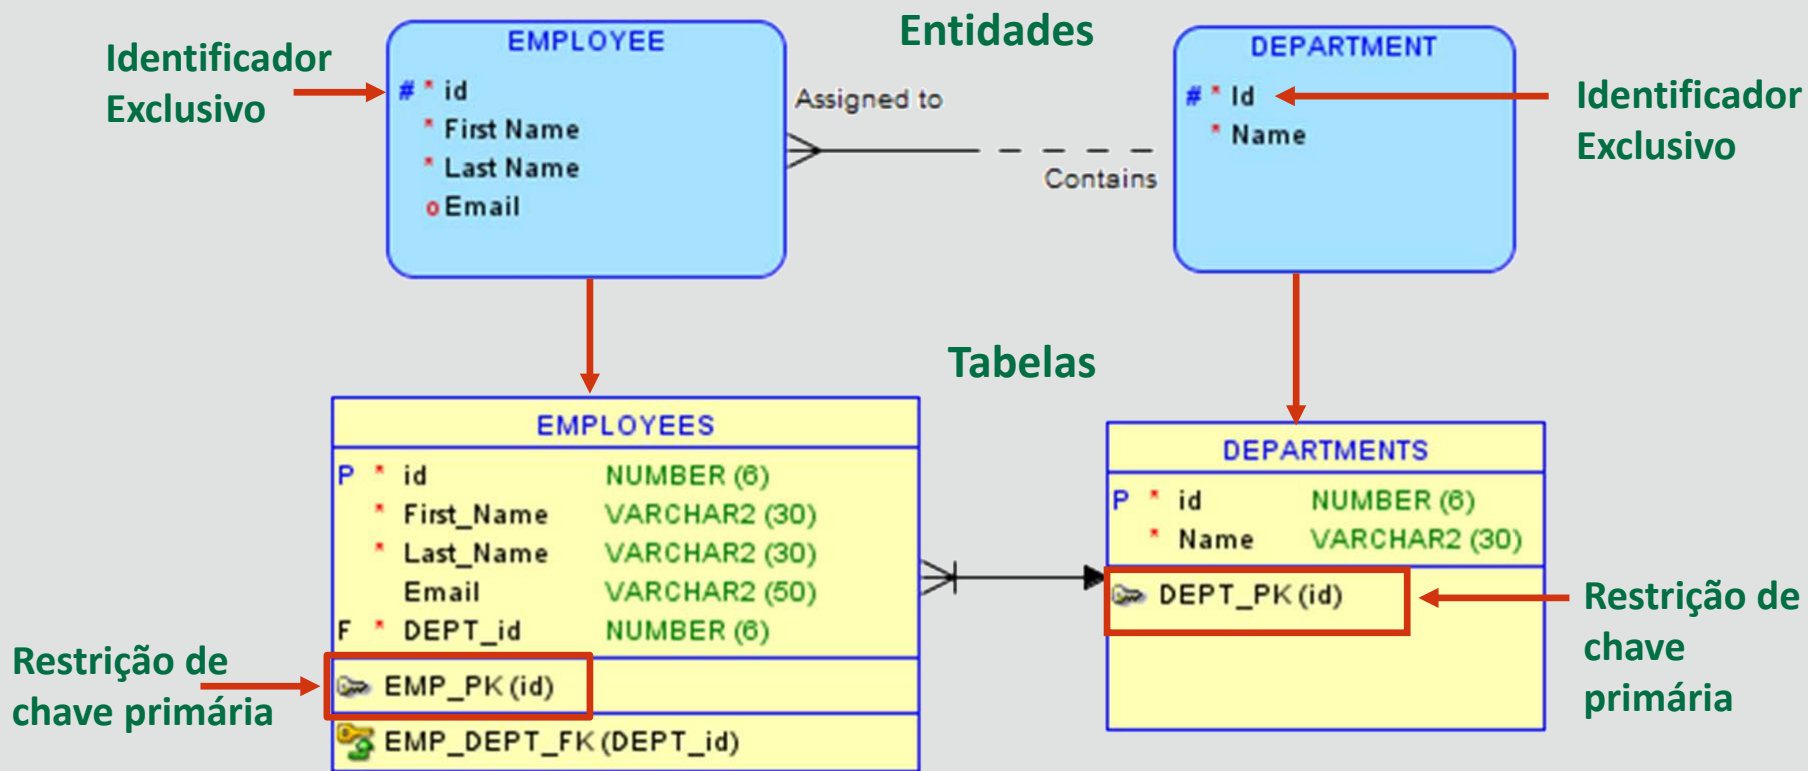 Entidades
Identificador
Exclusivo
EMPLOYEE
# * id
* First Name
* Last Name
o Email
Assigned to
Contains
DEPARTMENT
# * Id
* Name
Identificador
Exclusivo
Tabelas
EMPLOYEES
P * id NUMBER (6)
* First_Name VARCHAR2 (30)
* Last_Name VARCHAR2 (30)
Email VARCHAR2 (50)
F * DEPT_id NUMBER (6)
EMP_PK (id)
EMP_DEPT_FK (DEPT_id)
Restrição de
chave primária
DEPARTMENTS
P * id NUMBER (6)
* Name VARCHAR2 (30)
DEPT_PK (id)
Restrição de
chave
primária